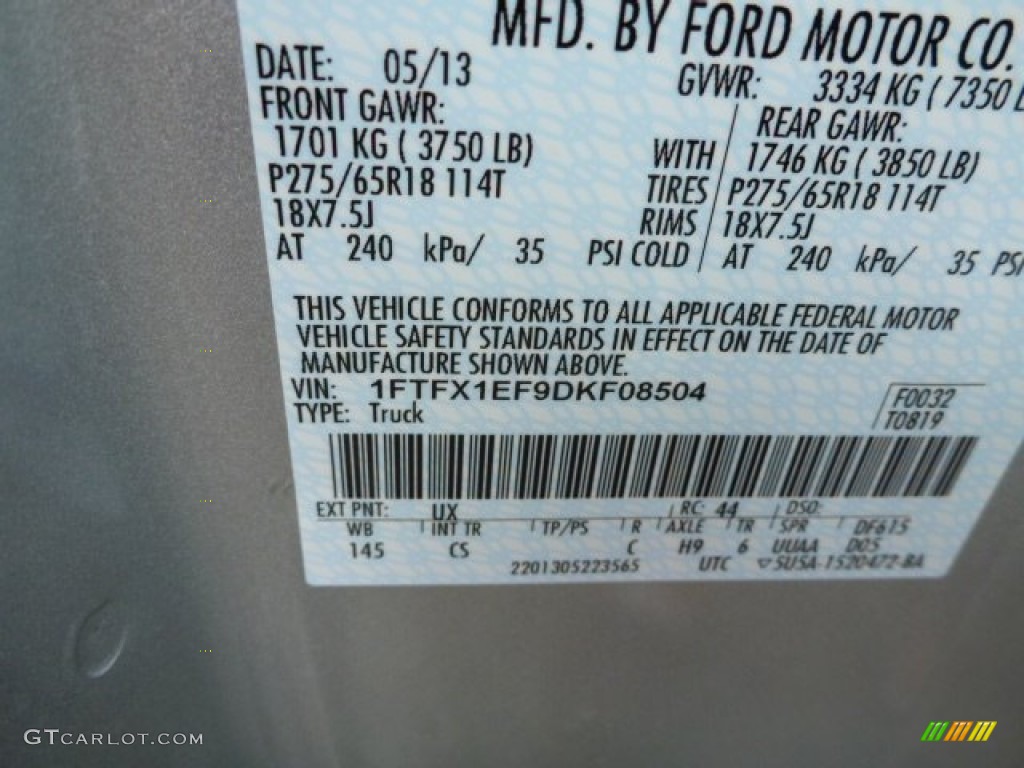 MFD. BY FORD MOTOR CO.
DATE: 05/13 GVWR: 3334 KG ( 7350 L
FRONT GAWR: REAR GAWR:
1701 KG ( 3750 LB) WITH 1746 KG ( 3850 LB)
P275/65R18 114T TIRES P275/65R18 114T
18X7.5J RIMS 18X7.5J
AT 240 kPa/ 35 PSI COLD AT 240 kPa/ 35 PSI
THIS VEHICLE CONFORMS TO ALL APPLICABLE FEDERAL MOTOR
VEHICLE SAFETY STANDARDS IN EFFECT ON THE DATE OF
MANUFACTURE SHOWN ABOVE.
VIN: 1FTFX1EF9DKF08504 F0032
TYPE: Truck T0819
EXT PNT: UX RC: 44 DSO:
WB INT TR TP/PS R AXLE TR SPR DF615
145 CS C H9 6 UUAA D05
2201305223565 UTC ▽SUSA-1520472-BA
GTCARLOT.COM